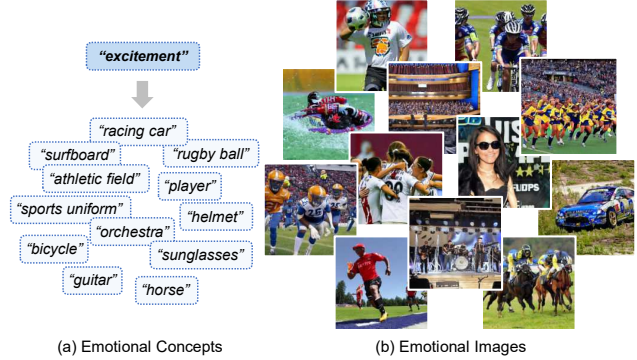 "excitement"
"racing car"
"surfboard"
"rugby ball"
"athletic field"
"player"
"sports uniform"
"helmet"
"orchestra"
"bicycle"
"sunglasses"
"guitar"
"horse"
(a) Emotional Concepts
(b) Emotional Images